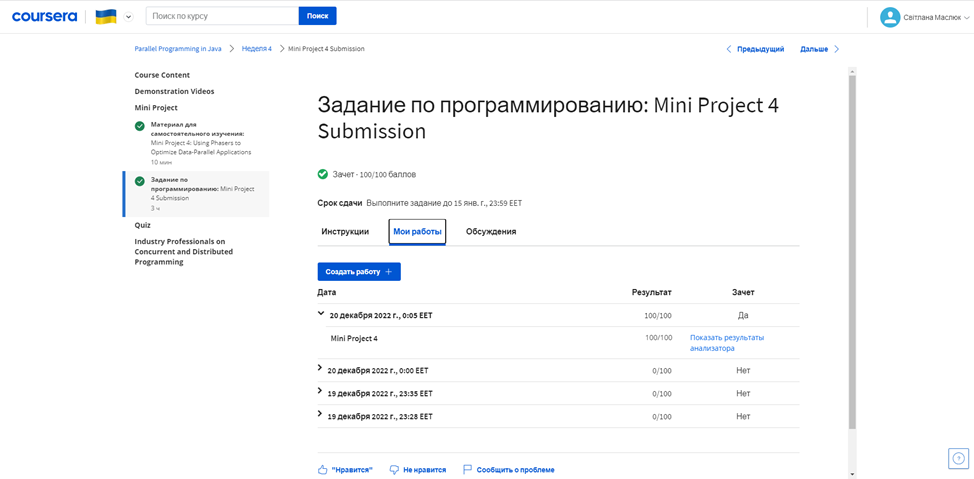 coursera
Поиск по курсу
Поиск
Світлана Маслюк
Parallel Programming in Java
Неделя 4
Mini Project 4 Submission
Предыдущий
Дальше
Course Content
Demonstration Videos
Mini Project
Материал для
самостоятельного изучения:
Mini Project 4: Using Phasers to
Optimize Data-Parallel Applications
10 мин
Задание по
программированию: Mini Project
4 Submission
3 ч
Quiz
Industry Professionals on
Concurrent and Distributed
Programming
Задание по программированию: Mini Project 4
Submission
Зачет · 100/100 баллов
Срок сдачи Выполните задание до 15 янв. г., 23:59 EET
Инструкции
Мои работы
Обсуждения
Создать работу
Дата Результат Зачет
20 декабря 2022 г., 0:05 EET 100/100 Да
Mini Project 4 100/100 Показать результаты
анализатора
20 декабря 2022 г., 0:00 EET 0/100 Нет
19 декабря 2022 г., 23:35 EET 0/100 Нет
19 декабря 2022 г., 23:28 EET 0/100 Нет
"Нравится"
Не нравится
Сообщить о проблеме